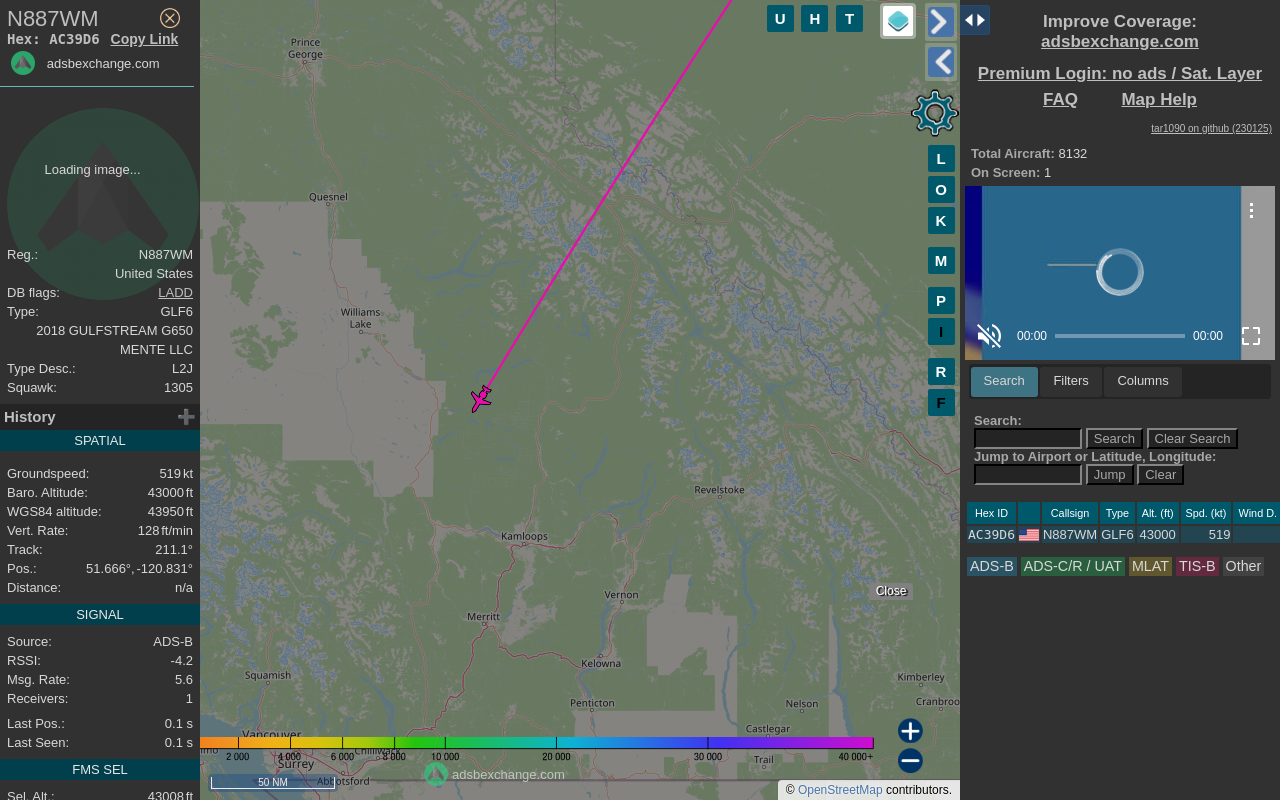 N887WM
Hex: AC39D6 Copy Link
adsbexchange.com
Loading image...
Reg.: N887WM
United States
DB flags: LADD
Type: GLF6
2018 GULFSTREAM G650
MENTE LLC
Type Desc.: L2J
Squawk: 1305
History
SPATIAL
Groundspeed: 519 kt
Baro. Altitude: 43000 ft
WGS84 altitude: 43950 ft
Vert. Rate: 128 ft/min
Track: 211.1°
Pos.: 51.666°, -120.831°
Distance: n/a
SIGNAL
Source: ADS-B
RSSI: -4.2
Msg. Rate: 5.6
Receivers: 1
Last Pos.: 0.1 s
Last Seen: 0.1 s
FMS SEL
Sel. Alt.: 43008 ft
U H T
Prince
George
Quesnel
Williams
Lake
Revelstoke
Kamloops
Vernon
Merritt
Kelowna
Squamish
Penticton
Kimberley
Cranbroo
Nelson
Castlegar
Trail
Vancouver
Surrey
Abbotsford
L
O
K
M
P
I
R
F
Close
2 000 4 000 6 000 8 000 10 000 20 000 30 000 40 000+
50 NM
adsbexchange.com
© OpenStreetMap contributors.
Improve Coverage:
adsbexchange.com
Premium Login: no ads / Sat. Layer
FAQ Map Help
tar1090 on github (230125)
Total Aircraft: 8132
On Screen: 1
00:00 00:00
Search Filters Columns
Search:
Search Clear Search
Jump to Airport or Latitude, Longitude:
Jump Clear
Hex ID Callsign Type Alt. (ft) Spd. (kt) Wind D.
AC39D6 N887WM GLF6 43000 519
ADS-B ADS-C/R / UAT MLAT TIS-B Other